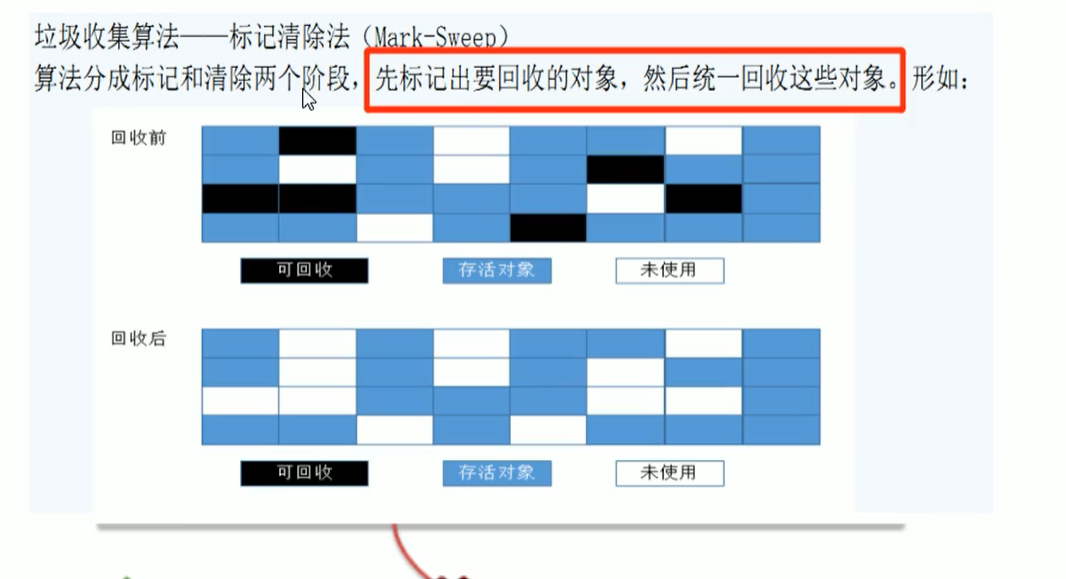 垃圾收集算法——标记清除法（Mark-Sweep）
算法分成标记和清除两个阶段，先标记出要回收的对象，然后统一回收这些对象。形如：
回收前
可回收 存活对象 未使用
回收后
可回收 存活对象 未使用